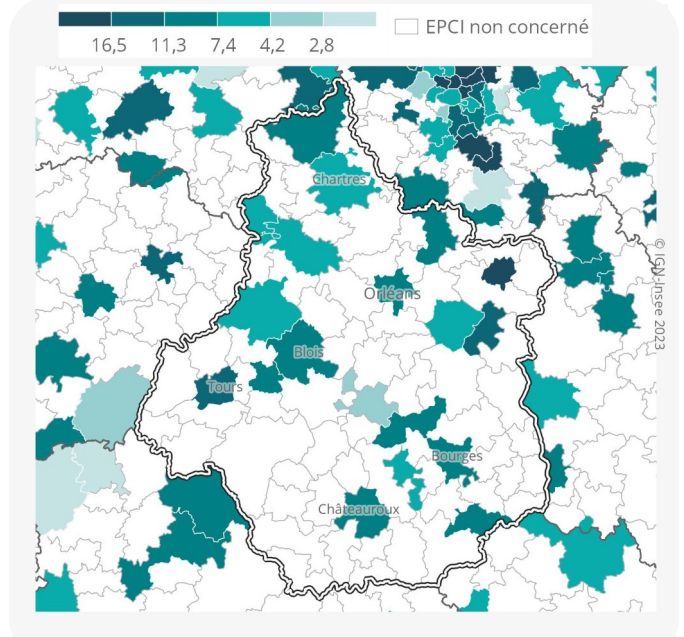 16,5 11,3 7,4 4,2 2,8
EPCI non concerné
Chartres
Orléans
Blois
Tours
Bourges
Châteauroux
© IGN-Insee 2023